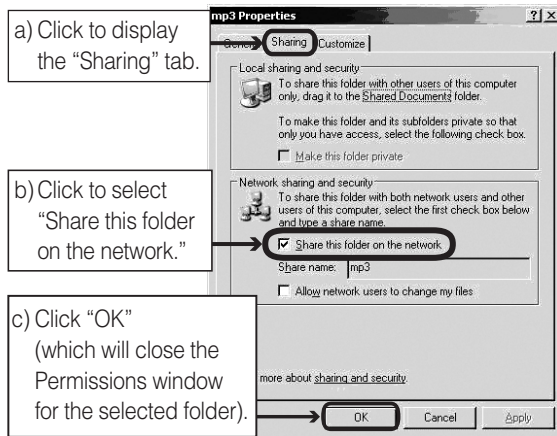 mp3 Properties
a) Click to display
the “Sharing” tab.
General
Sharing
Customize
Local sharing and security
To share this folder with other users of this computer
only, drag it to the Shared Documents folder.
To make this folder and its subfolders private so that
only you have access, select the following check box.
Make this folder private
b) Click to select
“Share this folder
on the network.”
Network sharing and security
To share this folder with both network users and other
users of this computer, select the first check box below
and type a share name.
Share this folder on the network
Share name: mp3
Allow network users to change my files
c) Click “OK”
(which will close the
Permissions window
for the selected folder).
more about sharing and security.
OK
Cancel
Apply